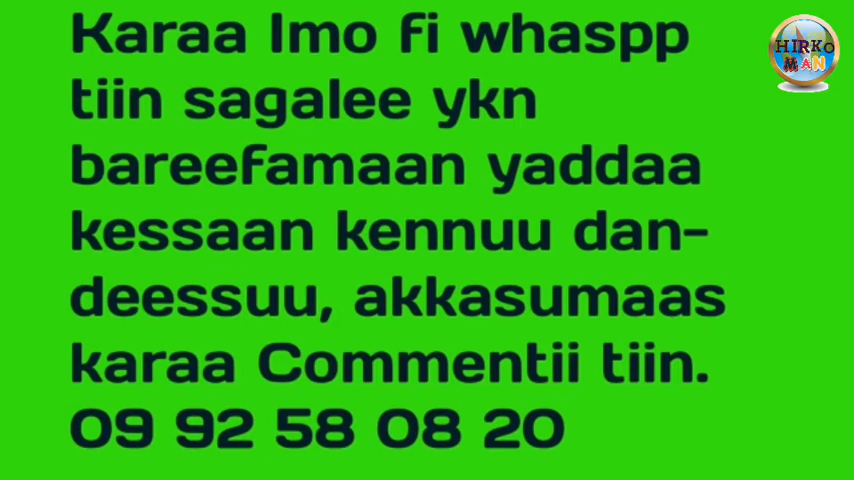 Karaa Imo fi whaspp
tiin sagalee ykn
bareefamaan yaddaa
kessaan kennuu dan-
deessuu, akkasumaas
karaa Commentii tiin.
09 92 58 08 20
HIRKO
MAN